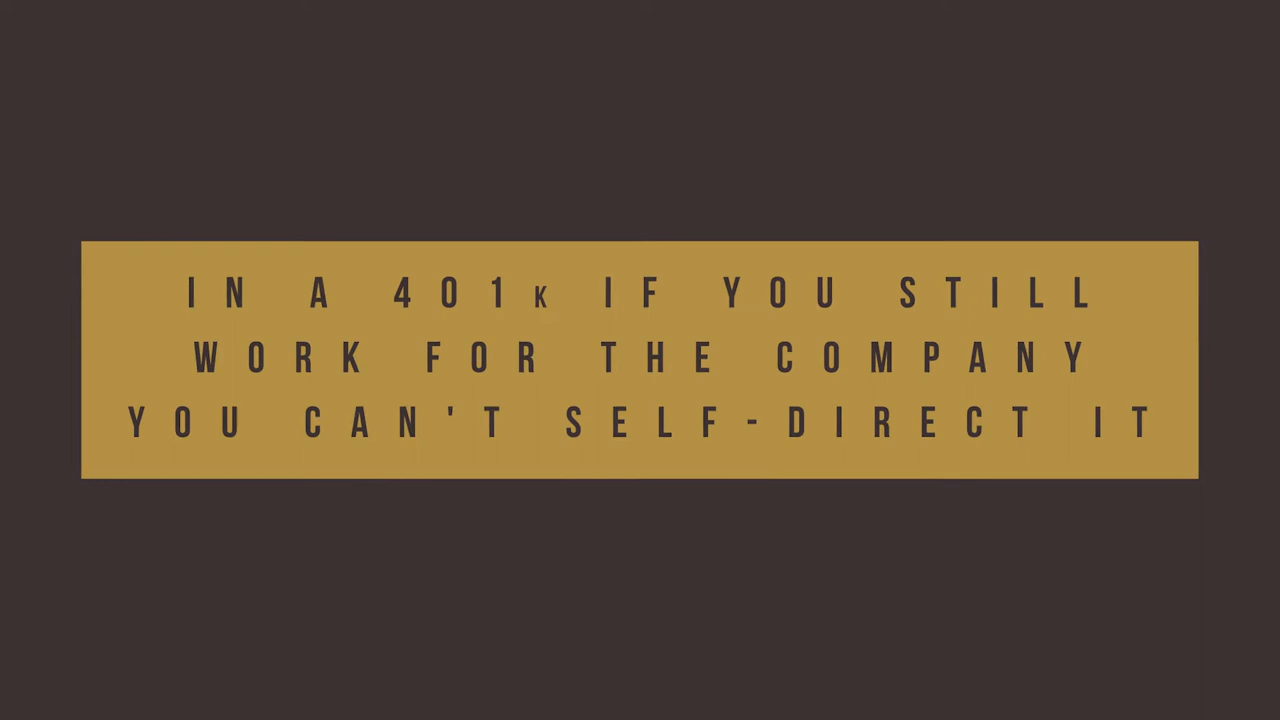 IN A 401K IF YOU STILL
WORK FOR THE COMPANY
YOU CAN'T SELF-DIRECT IT